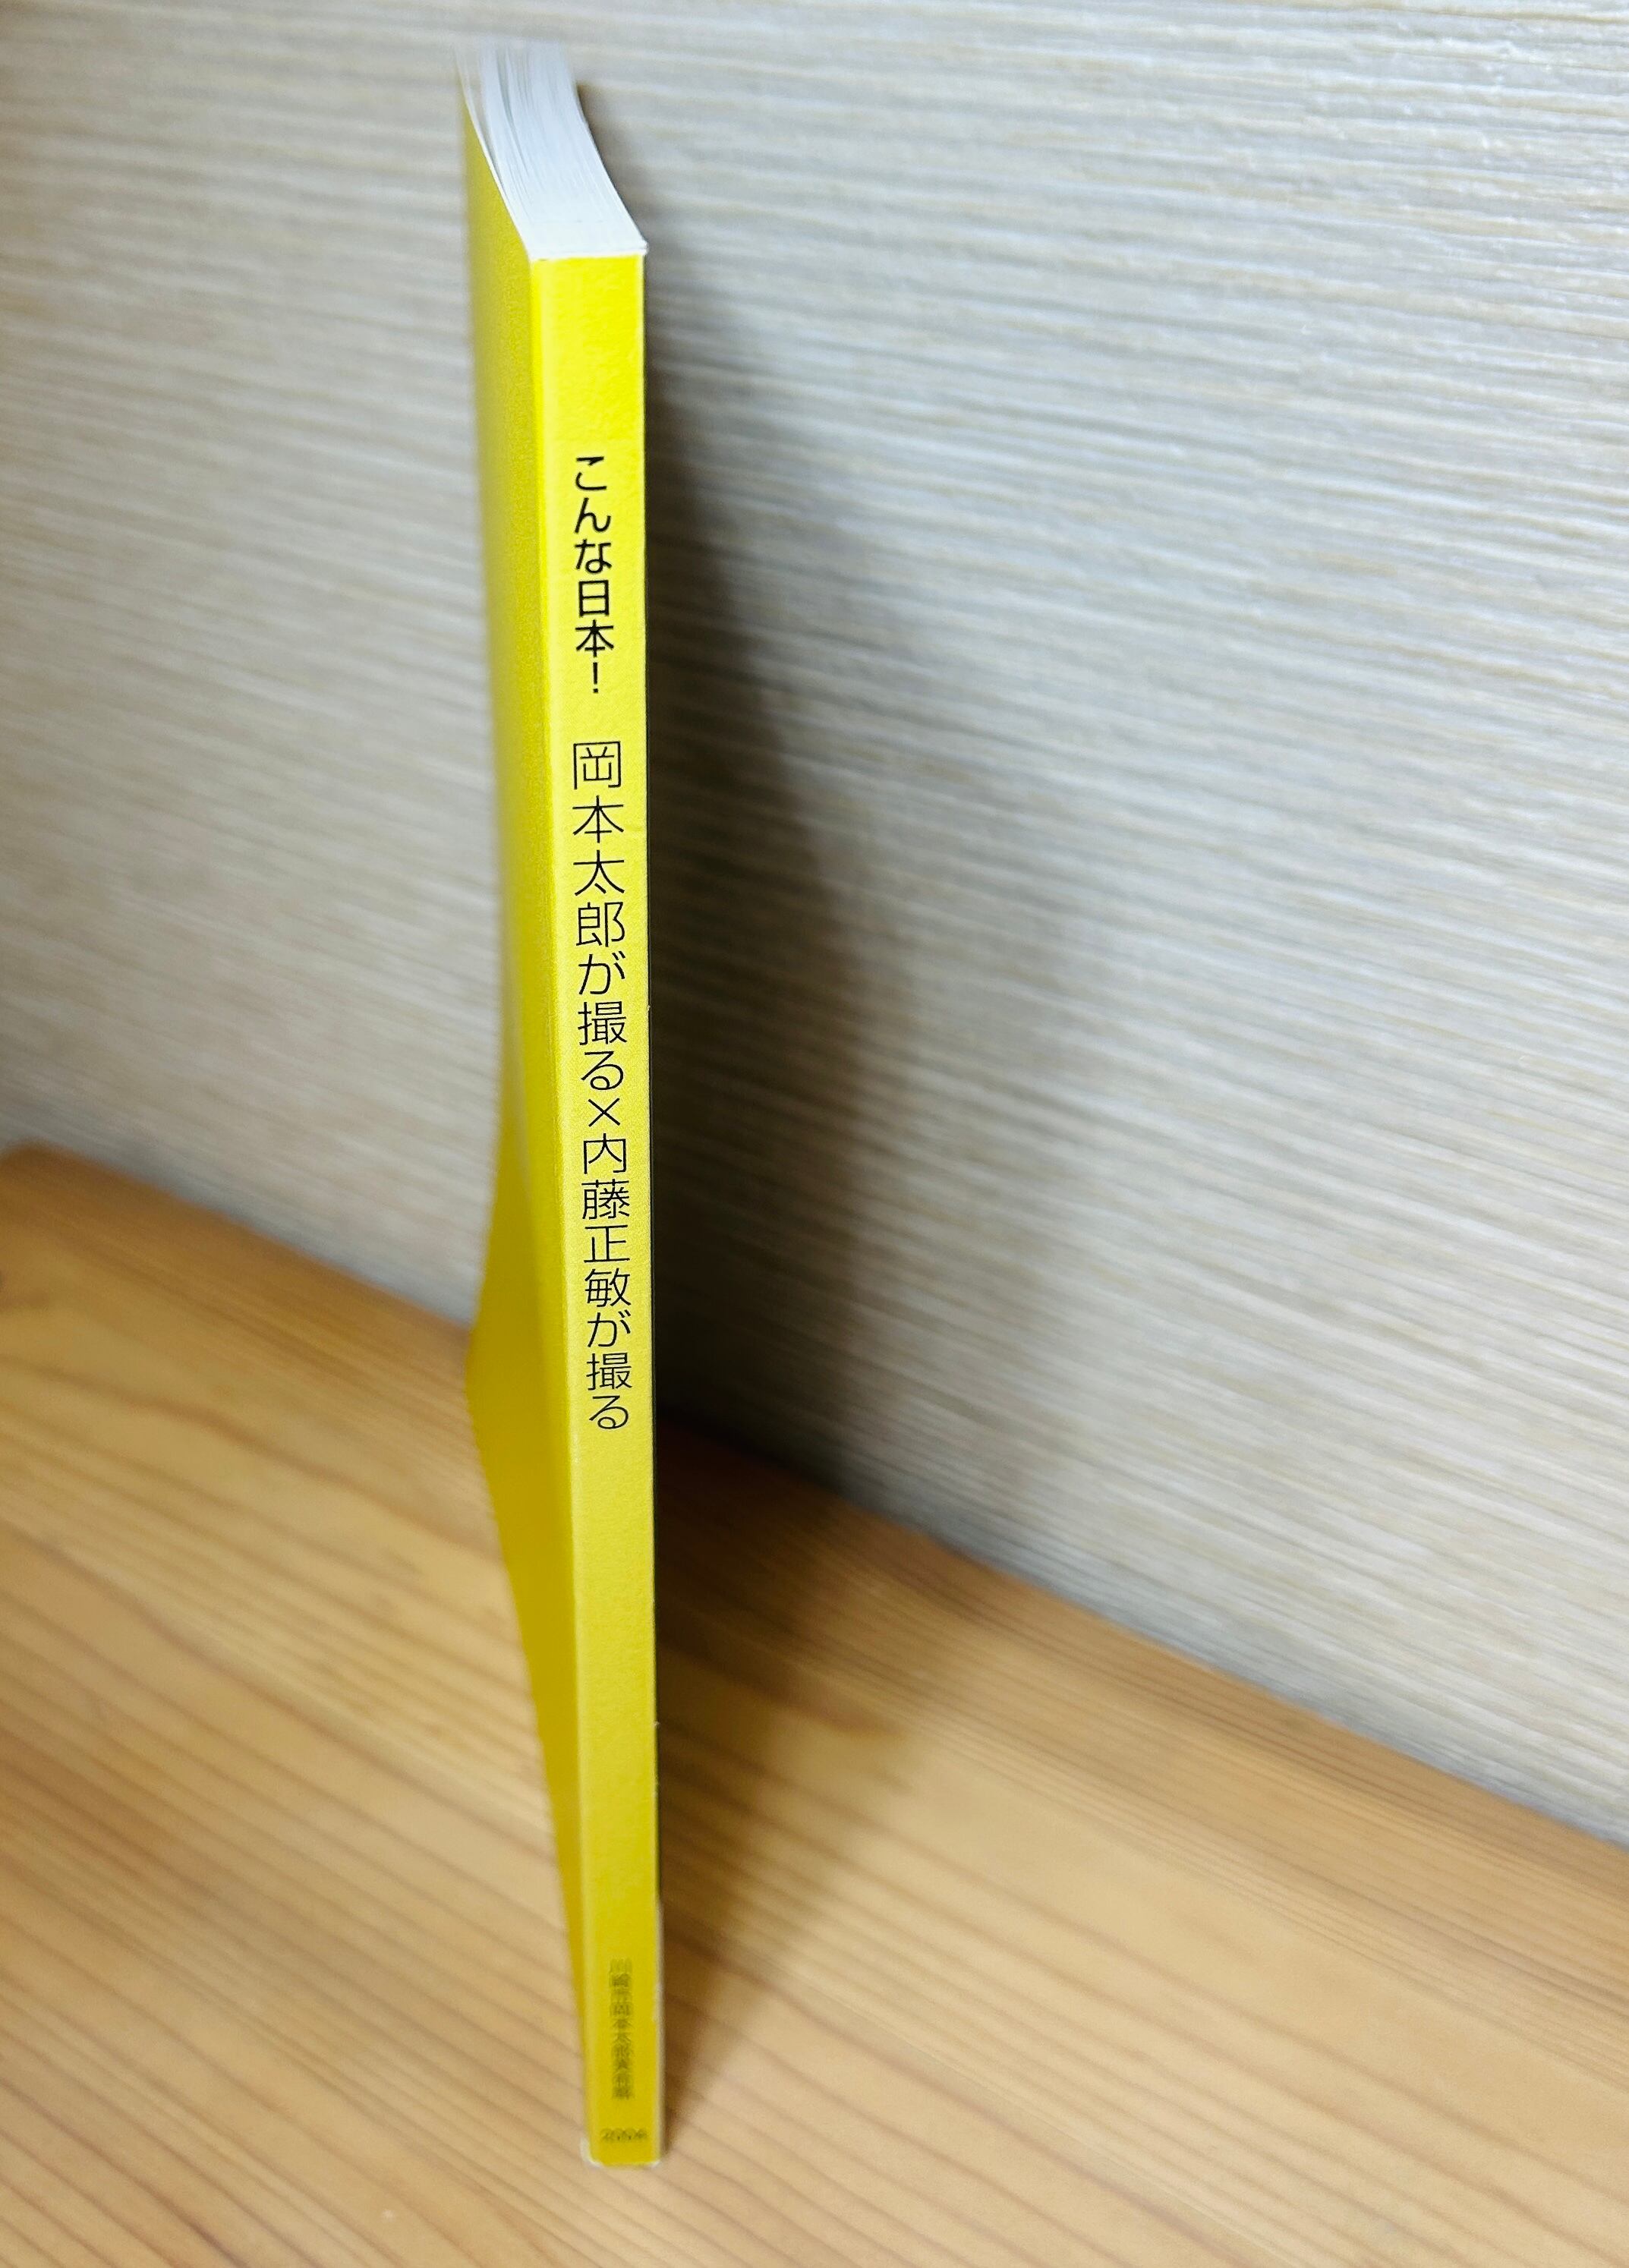 こんな日本！ 岡本太郎が撮る×内藤正敏が撮る
川崎市岡本太郎美術館
2004